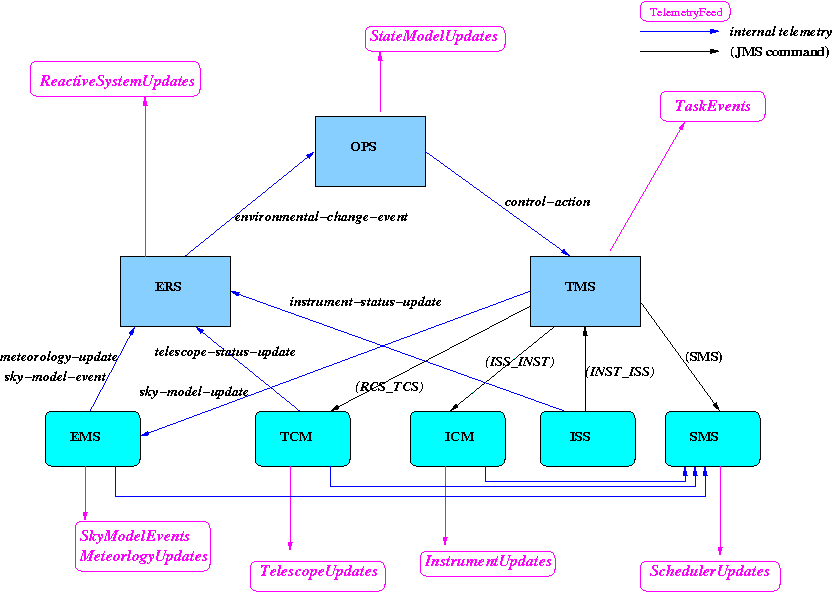 TelemetryFeed
internal telemetry
(JMS command)
StateModelUpdates
ReactiveSystemUpdates
TaskEvents
OPS
environmental-change-event
control-action
ERS
TMS
instrument-status-update
meteorology-update
sky-model-event
telescope-status-update
sky-model-update
(RCS_TCS)
(ISS_INST)
(INST_ISS)
(SMS)
EMS
TCM
ICM
ISS
SMS
SkyModelEvents
MeteorlogyUpdates
TelescopeUpdates
InstrumentUpdates
SchedulerUpdates